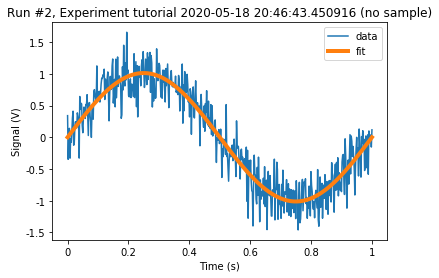 Run #2, Experiment tutorial 2020-05-18 20:46:43.450916 (no sample)
data
fit
Signal (V)
1.5
1.0
0.5
0
-0.5
-1
-1.5
0
0.2
0.4
0.6
0.8
1
Time (s)